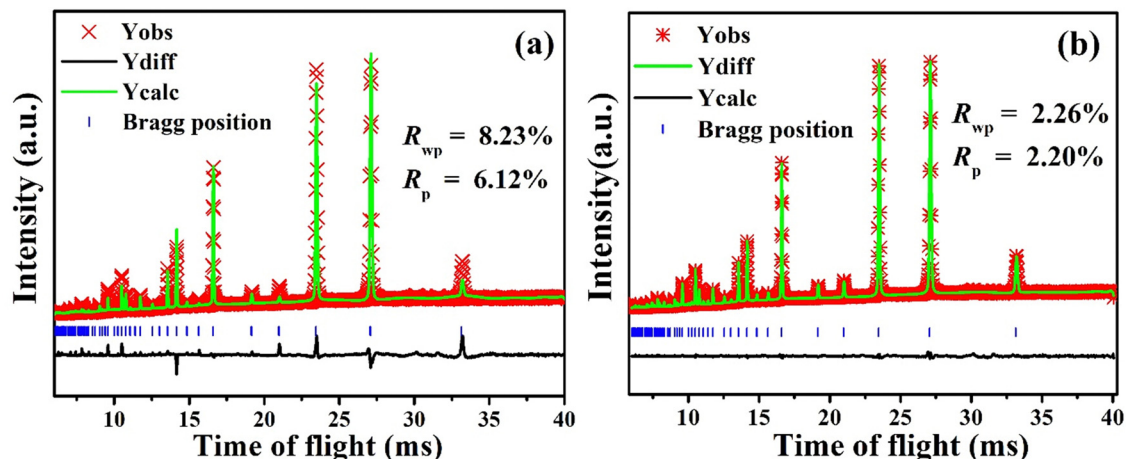 Yobs
Ydiff
Ycalc
Bragg position
(a)
Rwp = 8.23%
Rp = 6.12%
Intensity (a.u.)
10 15 20 25 30 35 40
Time of flight (ms)
Yobs
Ydiff
Ycalc
Bragg position
(b)
Rwp = 2.26%
Rp = 2.20%
Intensity(a.u.)
10 15 20 25 30 35 40
Time of flight (ms)